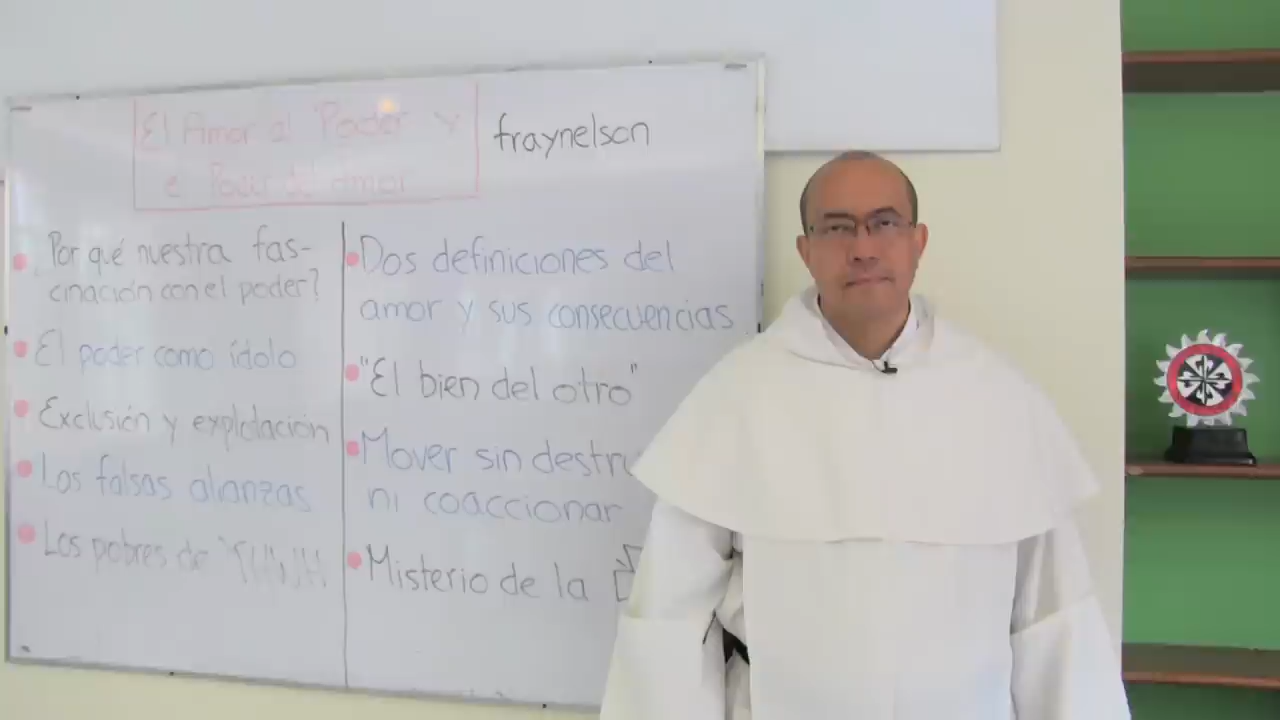 El Amor al Poder y
el Poder del amor
fraynelson
Por qué nuestra fas-
cinación con el poder?
El poder como ídolo
Exclusión y explotación
Las falsas alianzas
Los pobres de
Dos definiciones del
amor y sus consecuencias
"El bien del otro"
Mover sin destru
ni coaccionar
Misterio de la